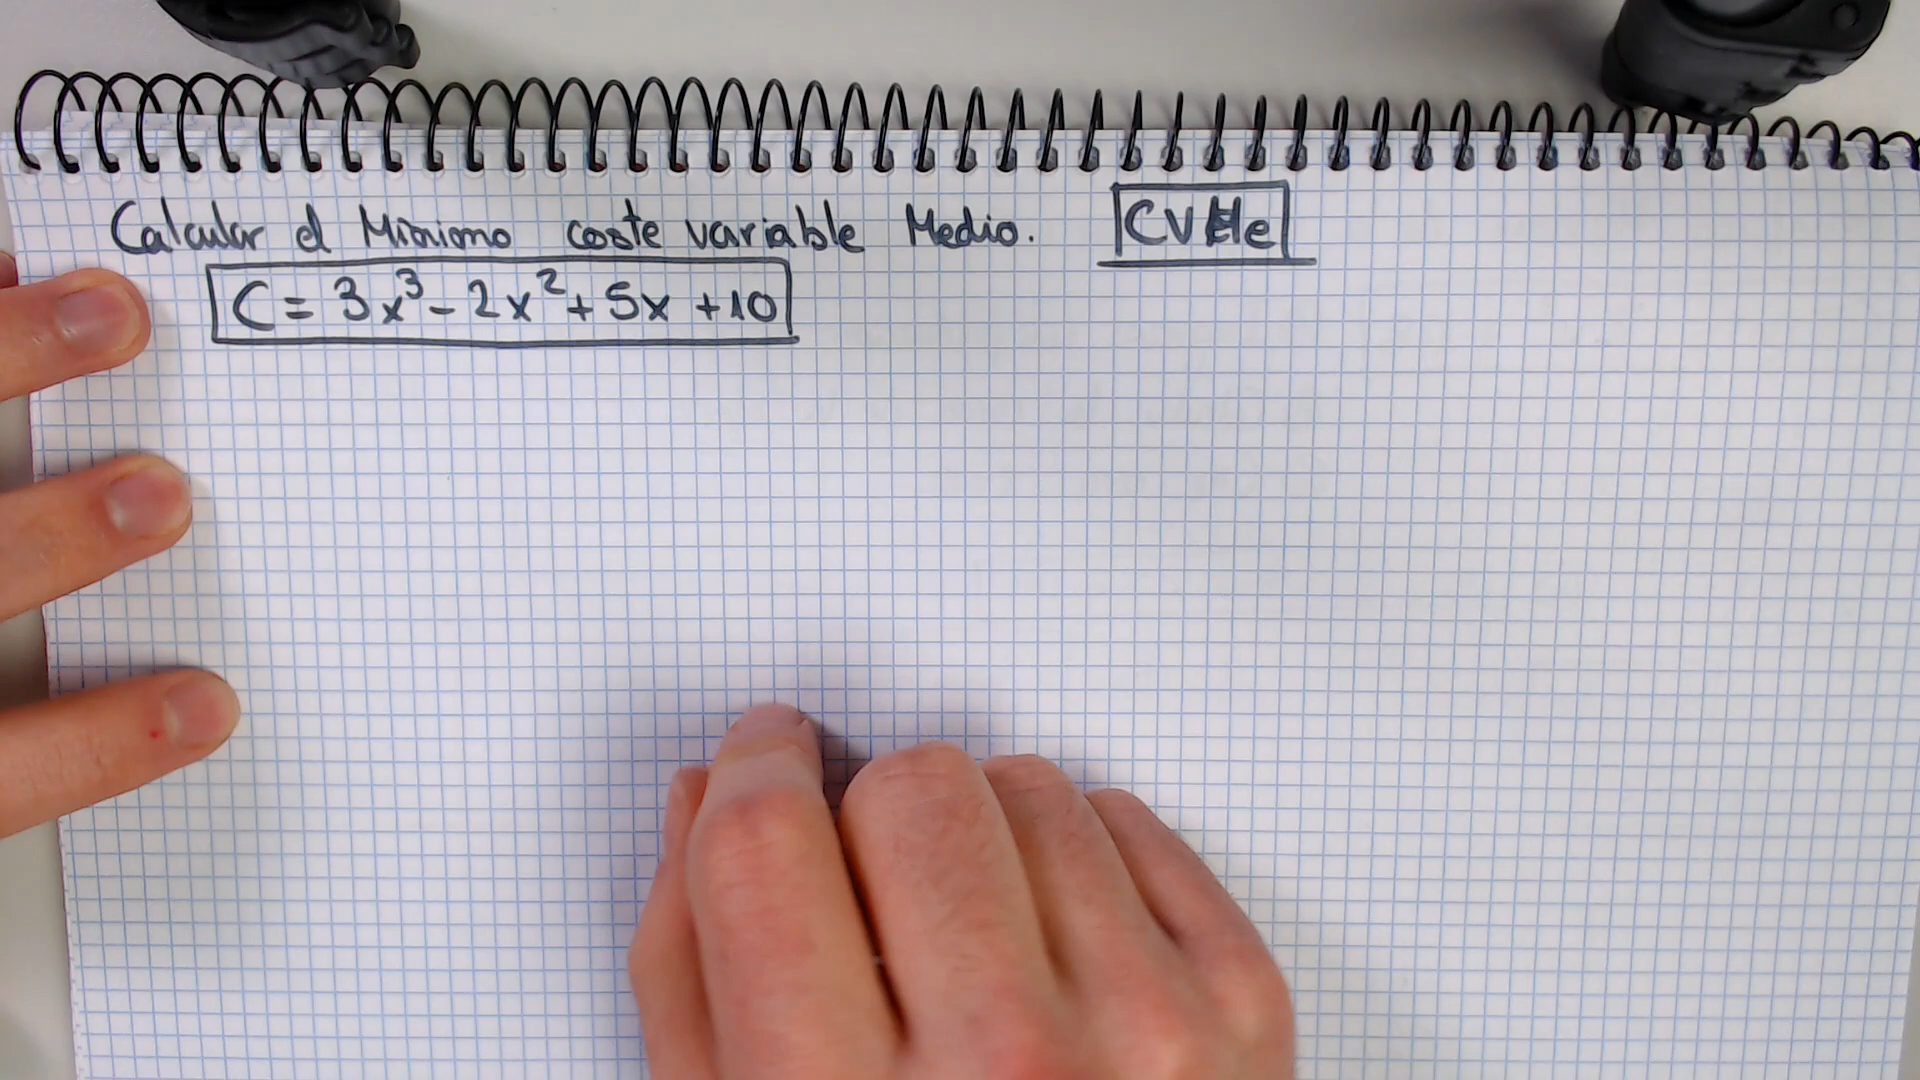 Calcular el Mínimo coste variable Medio. CVMe
C = 3x³ - 2x² + 5x + 10